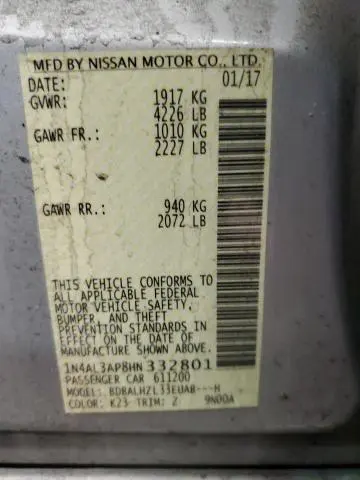 MFD BY NISSAN MOTOR CO., LTD.
DATE: 01/17
GVWR: 1917 KG
4226 LB
GAWR FR.: 1010 KG
2227 LB
GAWR RR.: 940 KG
2072 LB
THIS VEHICLE CONFORMS TO
ALL APPLICABLE FEDERAL
MOTOR VEHICLE SAFETY,
BUMPER, AND THEFT
PREVENTION STANDARDS IN
EFFECT ON THE DATE OF
MANUFACTURE SHOWN ABOVE.
1N4AL3AP8HN332801
PASSENGER CAR 611200
MODEL: BDBALHZL33EUAB---H
COLOR: K23 TRIM: Z 9N00A